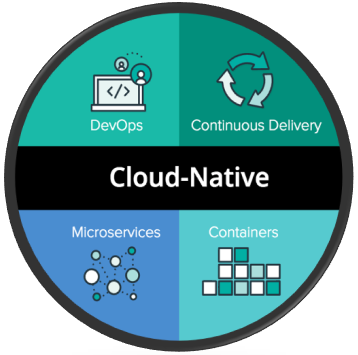 DevOps
Continuous Delivery
Cloud-Native
Microservices
Containers